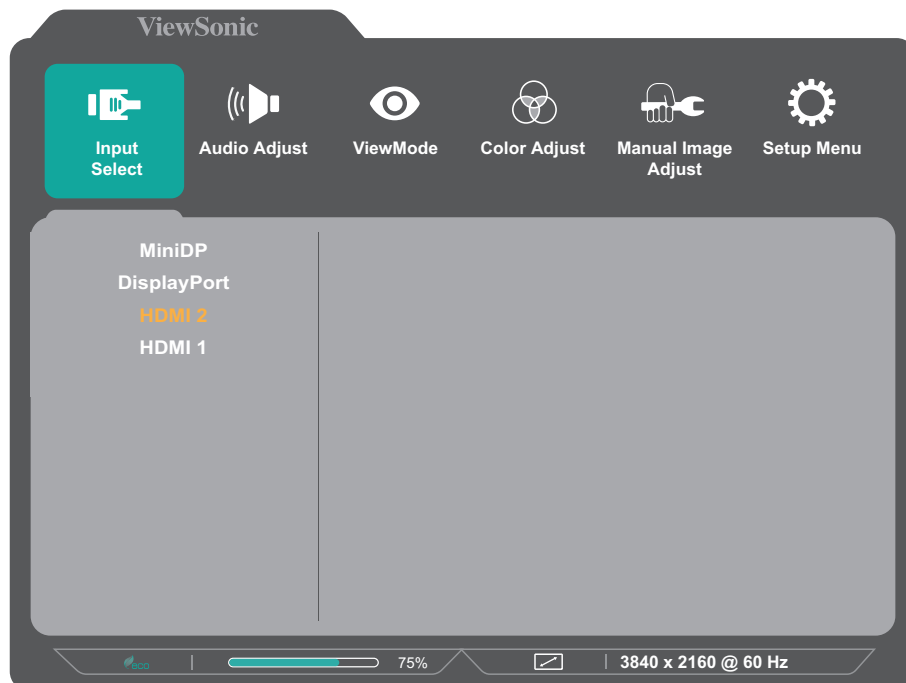 ViewSonic
Input
Select
Audio Adjust
ViewMode
Color Adjust
Manual Image
Adjust
Setup Menu
MiniDP
DisplayPort
HDMI 2
HDMI 1
ECO
75%
3840 x 2160 @ 60 Hz